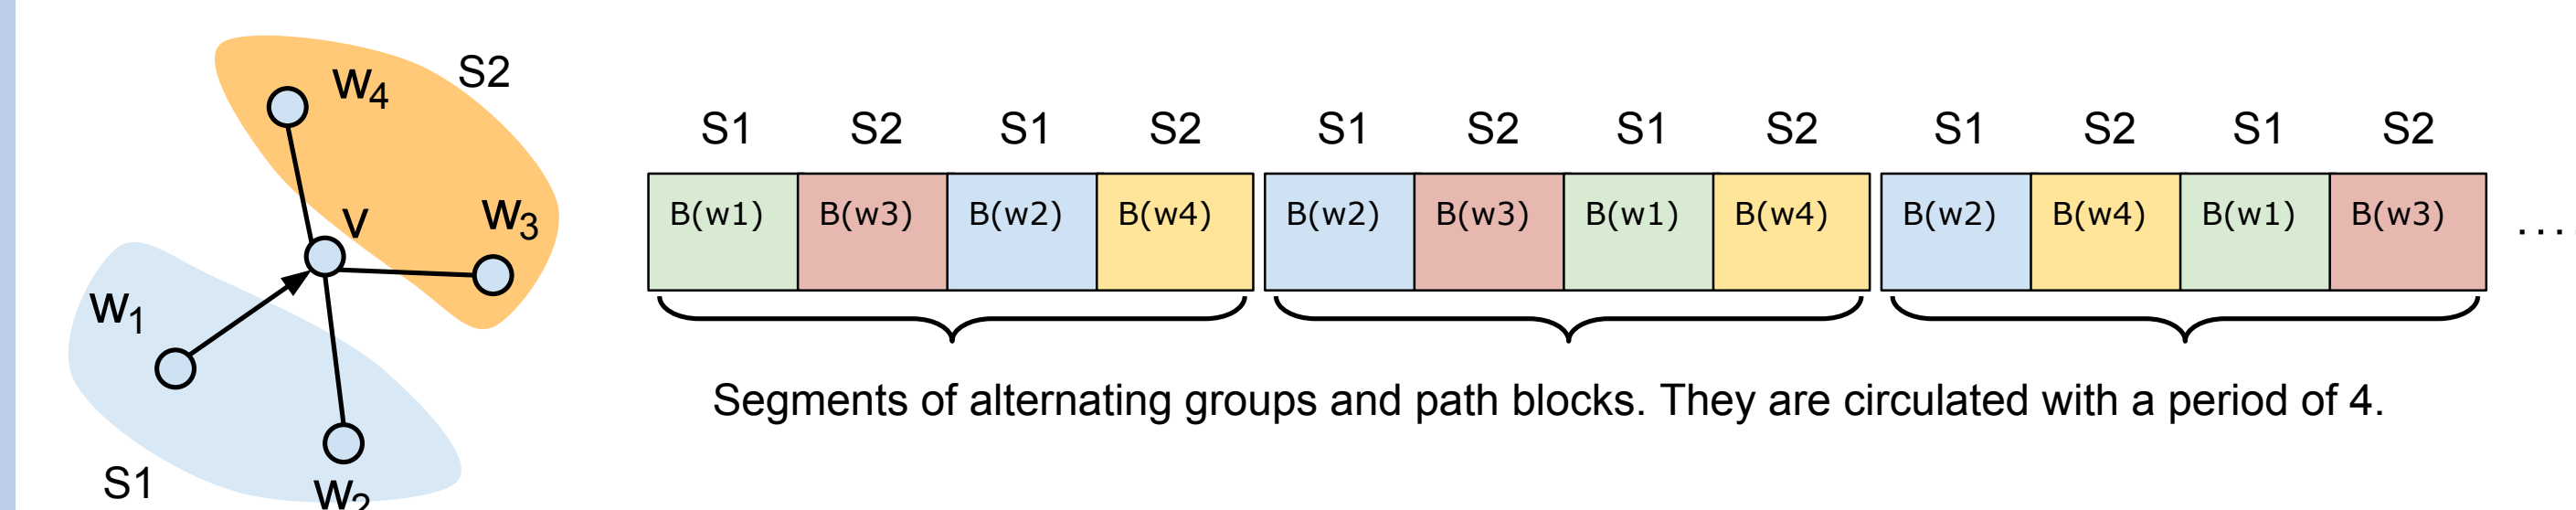 S2
W4
V
W3
W1
S1
W2
S1 S2 S1 S2 S1 S2 S1 S2 S1 S2 S1 S2
B(w1) B(w3) B(w2) B(w4) B(w2) B(w3) B(w1) B(w4) B(w2) B(w4) B(w1) B(w3) ....
Segments of alternating groups and path blocks. They are circulated with a period of 4.